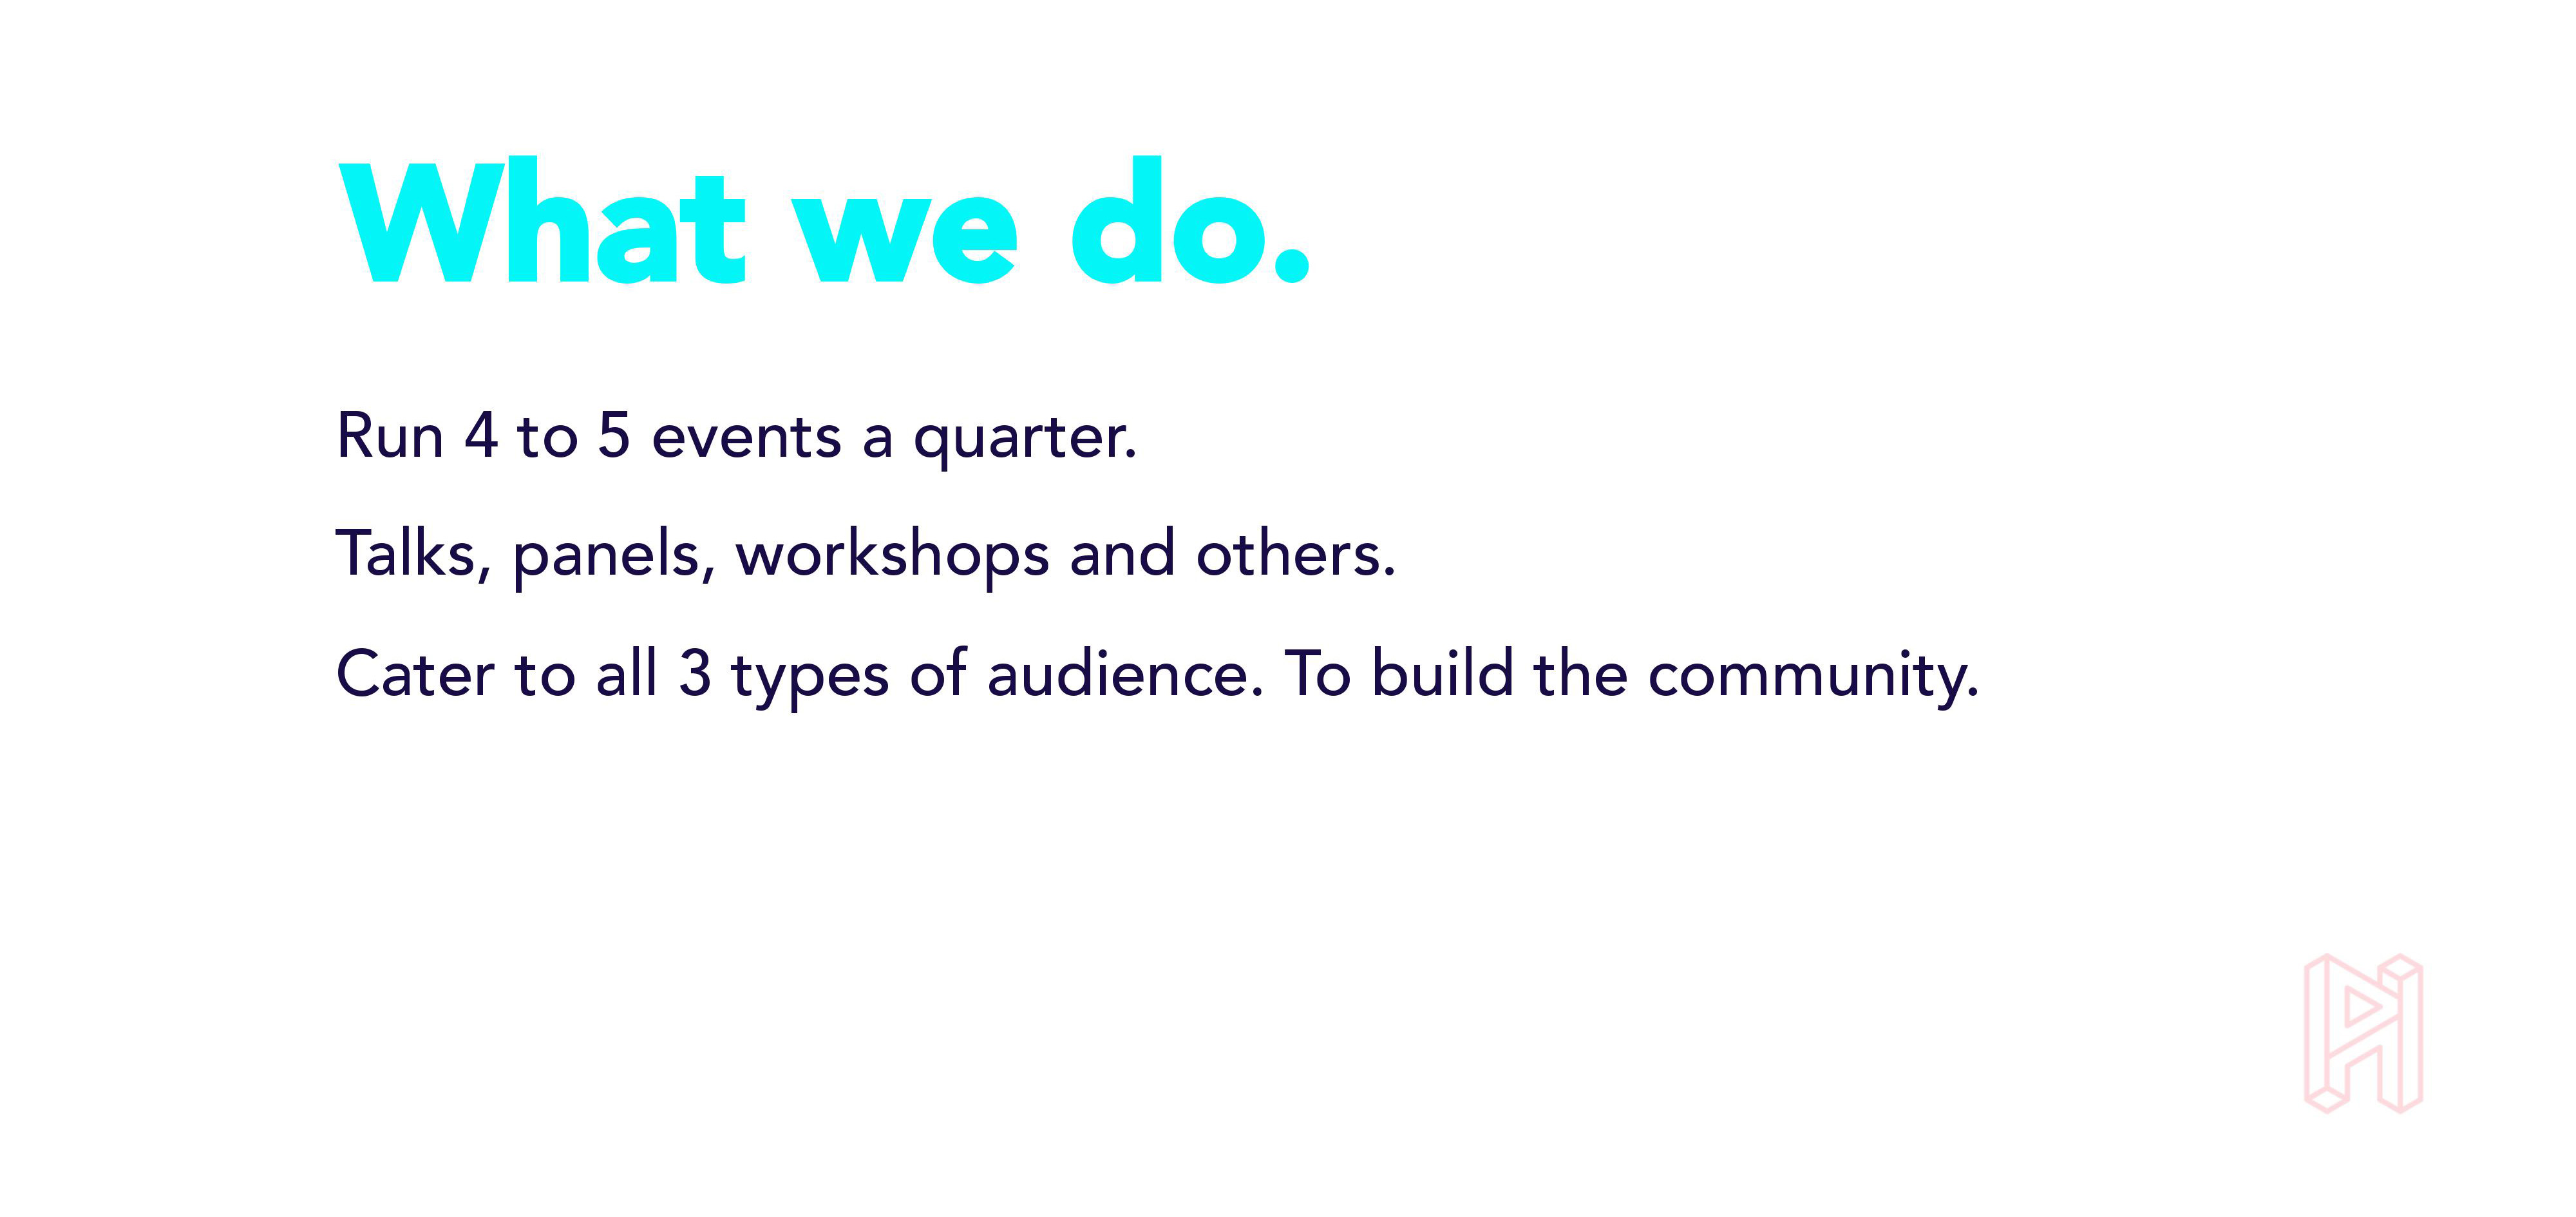 What we do.
Run 4 to 5 events a quarter.
Talks, panels, workshops and others.
Cater to all 3 types of audience. To build the community.